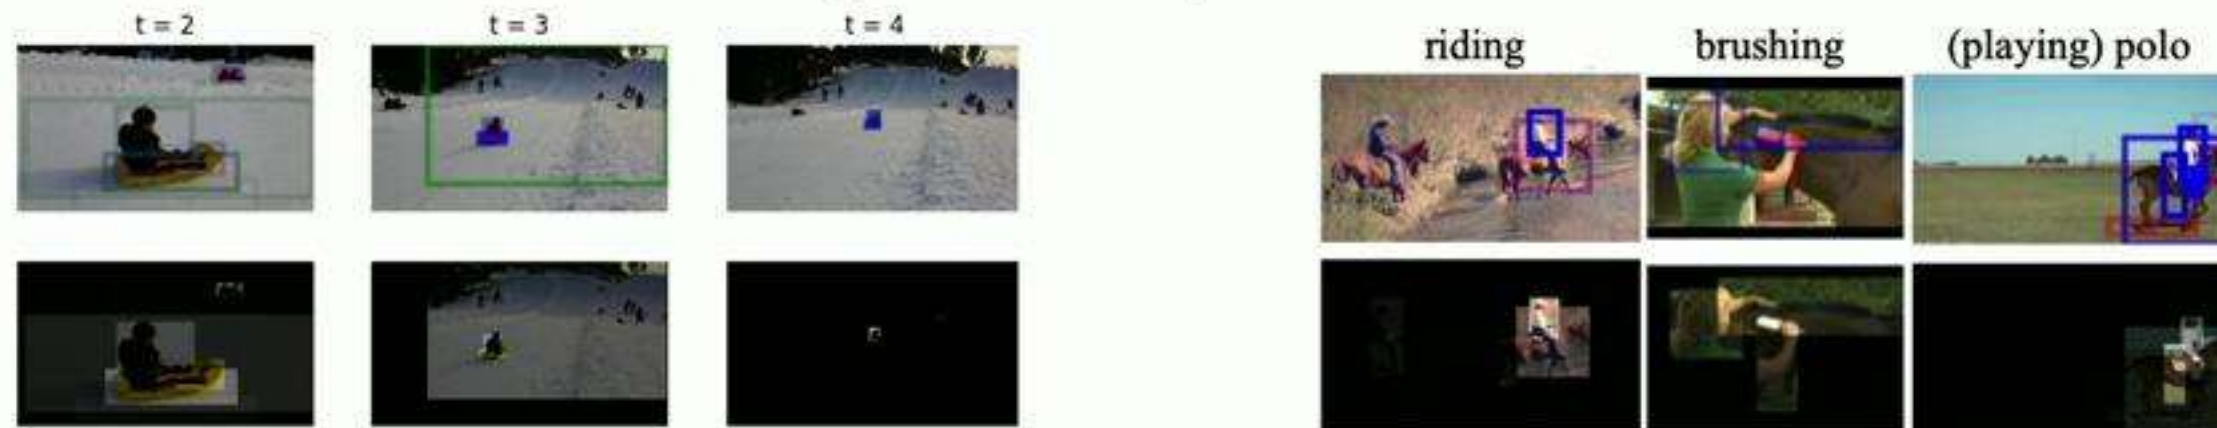 t = 2
t = 3
t = 4
riding
brushing
(playing) polo